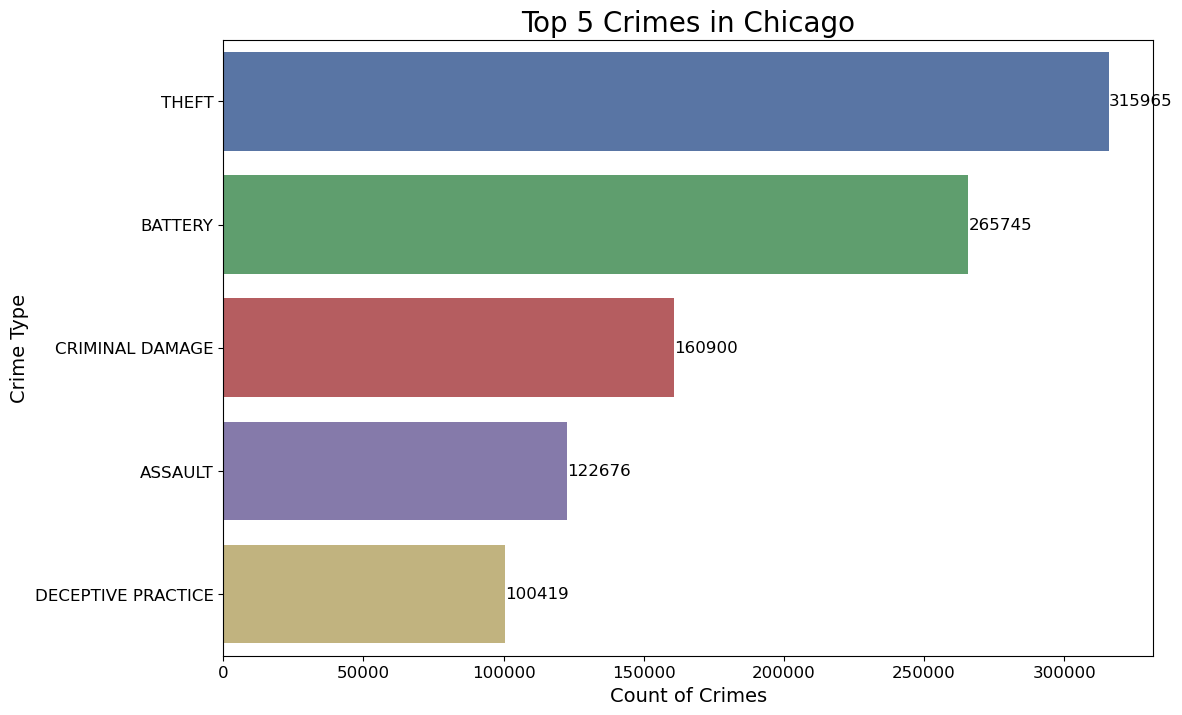 Top 5 Crimes in Chicago
Crime Type
THEFT
315965
BATTERY
265745
CRIMINAL DAMAGE
160900
ASSAULT
122676
DECEPTIVE PRACTICE
100419
0 50000 100000 150000 200000 250000 300000
Count of Crimes